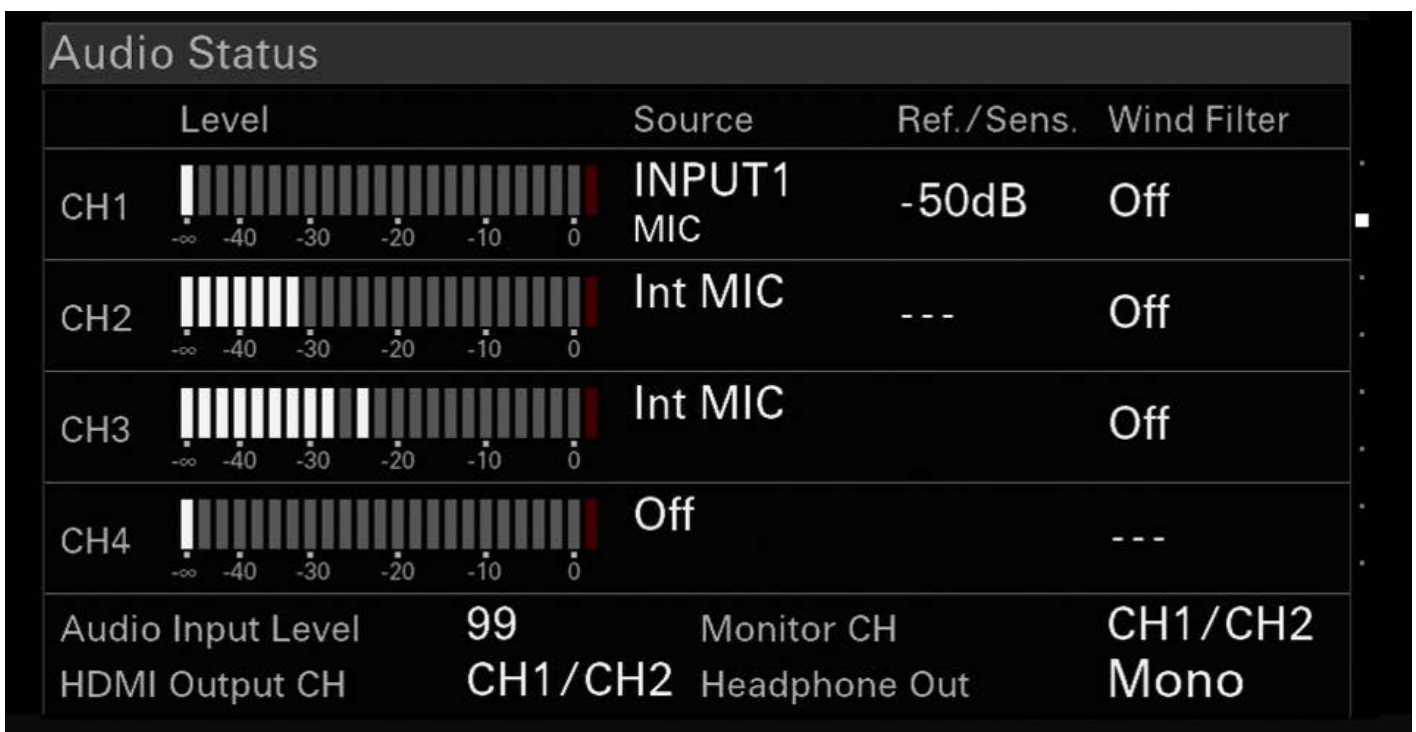 Audio Status
Level Source Ref./Sens. Wind Filter
CH1 INPUT1 -50dB Off
MIC
-∞ -40 -30 -20 -10 0
CH2 Int MIC --- Off
-∞ -40 -30 -20 -10 0
CH3 Int MIC Off
-∞ -40 -30 -20 -10 0
CH4 Off ---
-∞ -40 -30 -20 -10 0
Audio Input Level 99 Monitor CH CH1/CH2
HDMI Output CH CH1/CH2 Headphone Out Mono